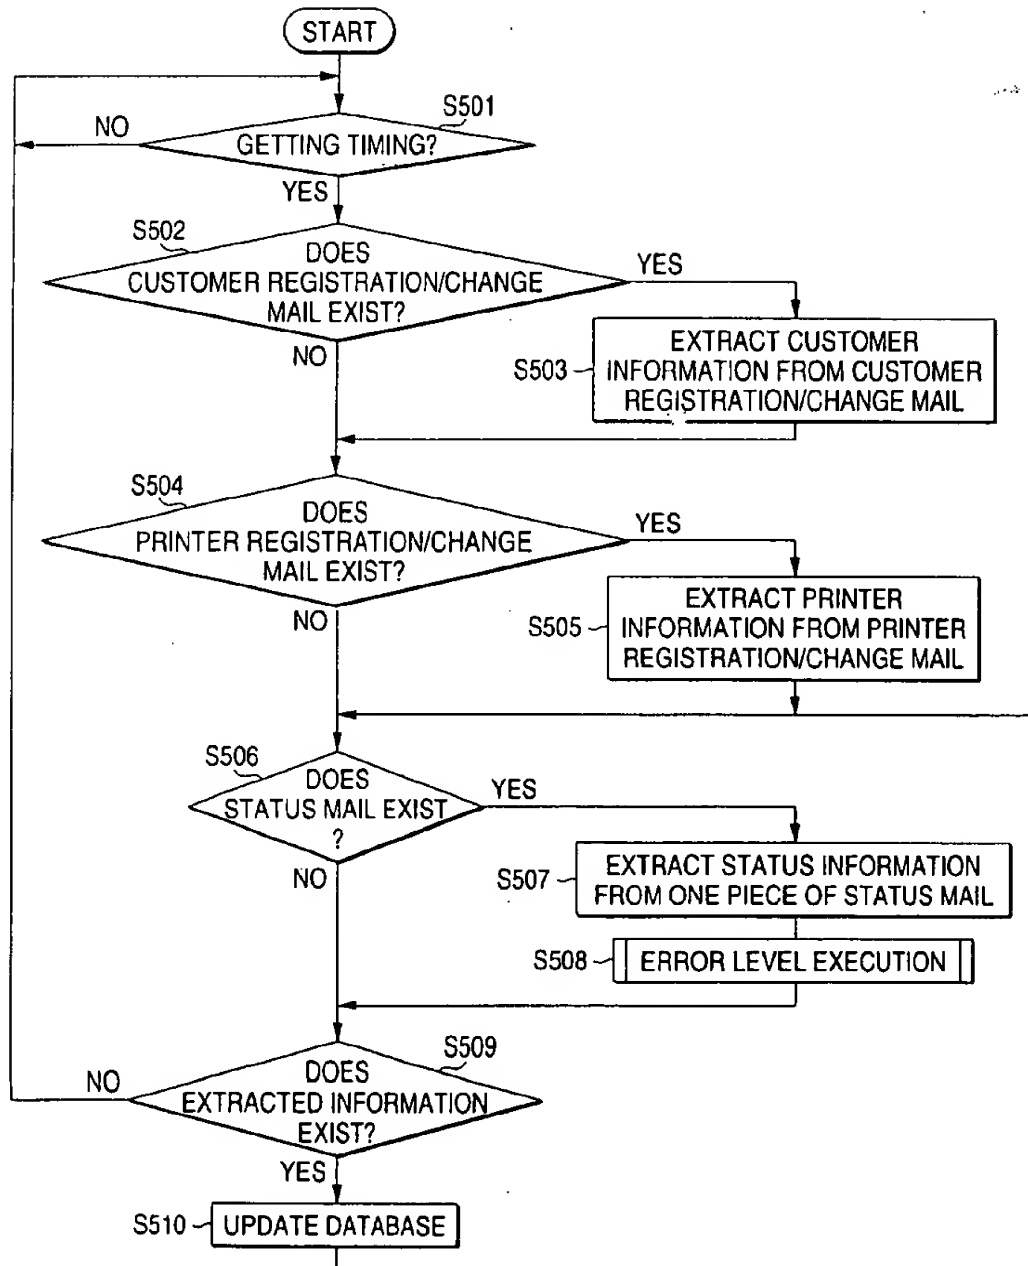 START
S501
NO
GETTING TIMING?
YES
S502
DOES
CUSTOMER REGISTRATION/CHANGE
MAIL EXIST?
YES
NO
S503
EXTRACT CUSTOMER
INFORMATION FROM CUSTOMER
REGISTRATION/CHANGE MAIL
S504
DOES
PRINTER REGISTRATION/CHANGE
MAIL EXIST?
YES
NO
S505
EXTRACT PRINTER
INFORMATION FROM PRINTER
REGISTRATION/CHANGE MAIL
S506
DOES
STATUS MAIL EXIST
?
YES
NO
S507
EXTRACT STATUS INFORMATION
FROM ONE PIECE OF STATUS MAIL
S508
ERROR LEVEL EXECUTION
S509
NO
DOES
EXTRACTED INFORMATION
EXIST?
YES
S510
UPDATE DATABASE